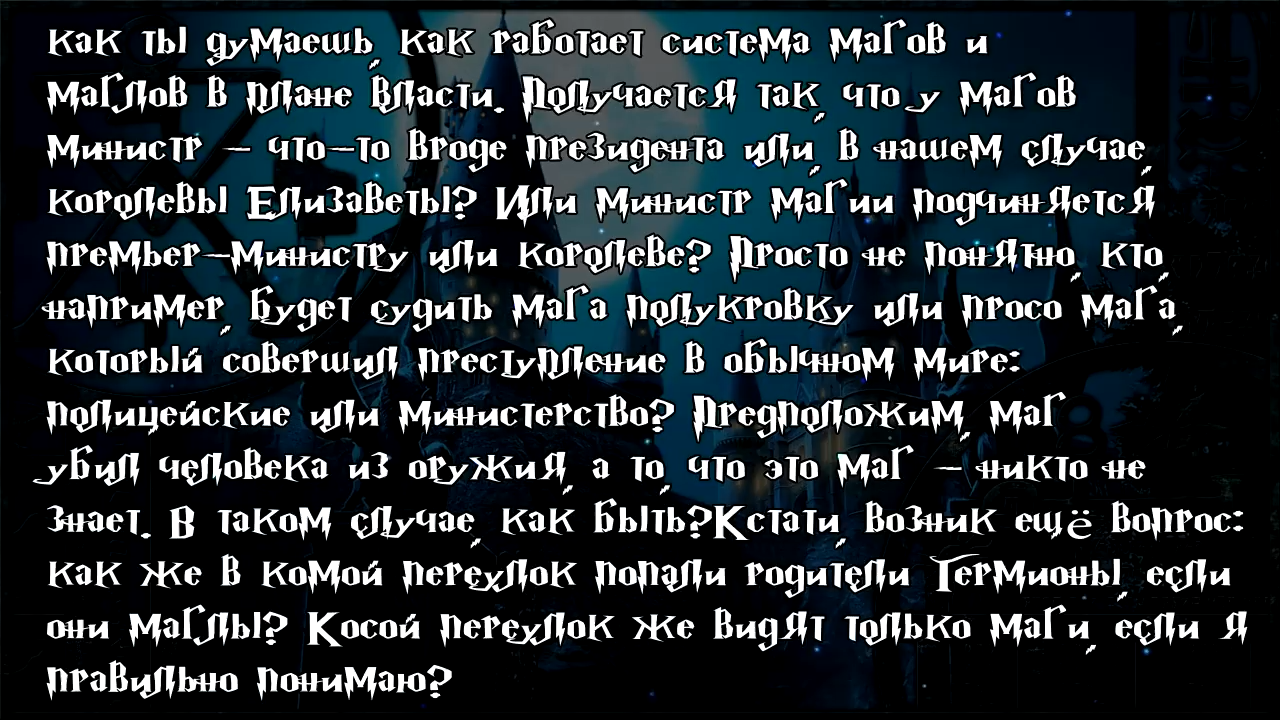 как ты думаешь, как работает система магов и
маглов в плане власти. Получается так, что у магов
министр – что-то вроде президента или, в нашем случае,
королевы Елизаветы? Или министр магии подчиняется
премьер-министру или королеве? Просто не понятно, кто,
например, будет судить мага полукровку или просо мага,
который совершил преступление в обычном мире:
полицейские или министерство? Предположим, маг
убил человека из оружия, а то, что это маг – никто не
знает. В таком случае, как быть?Кстати, возник ещё вопрос:
как же в комой переулок попали родители Гермионы, если
они маглы? Косой переулок же видят только маги, если я
правильно понимаю?